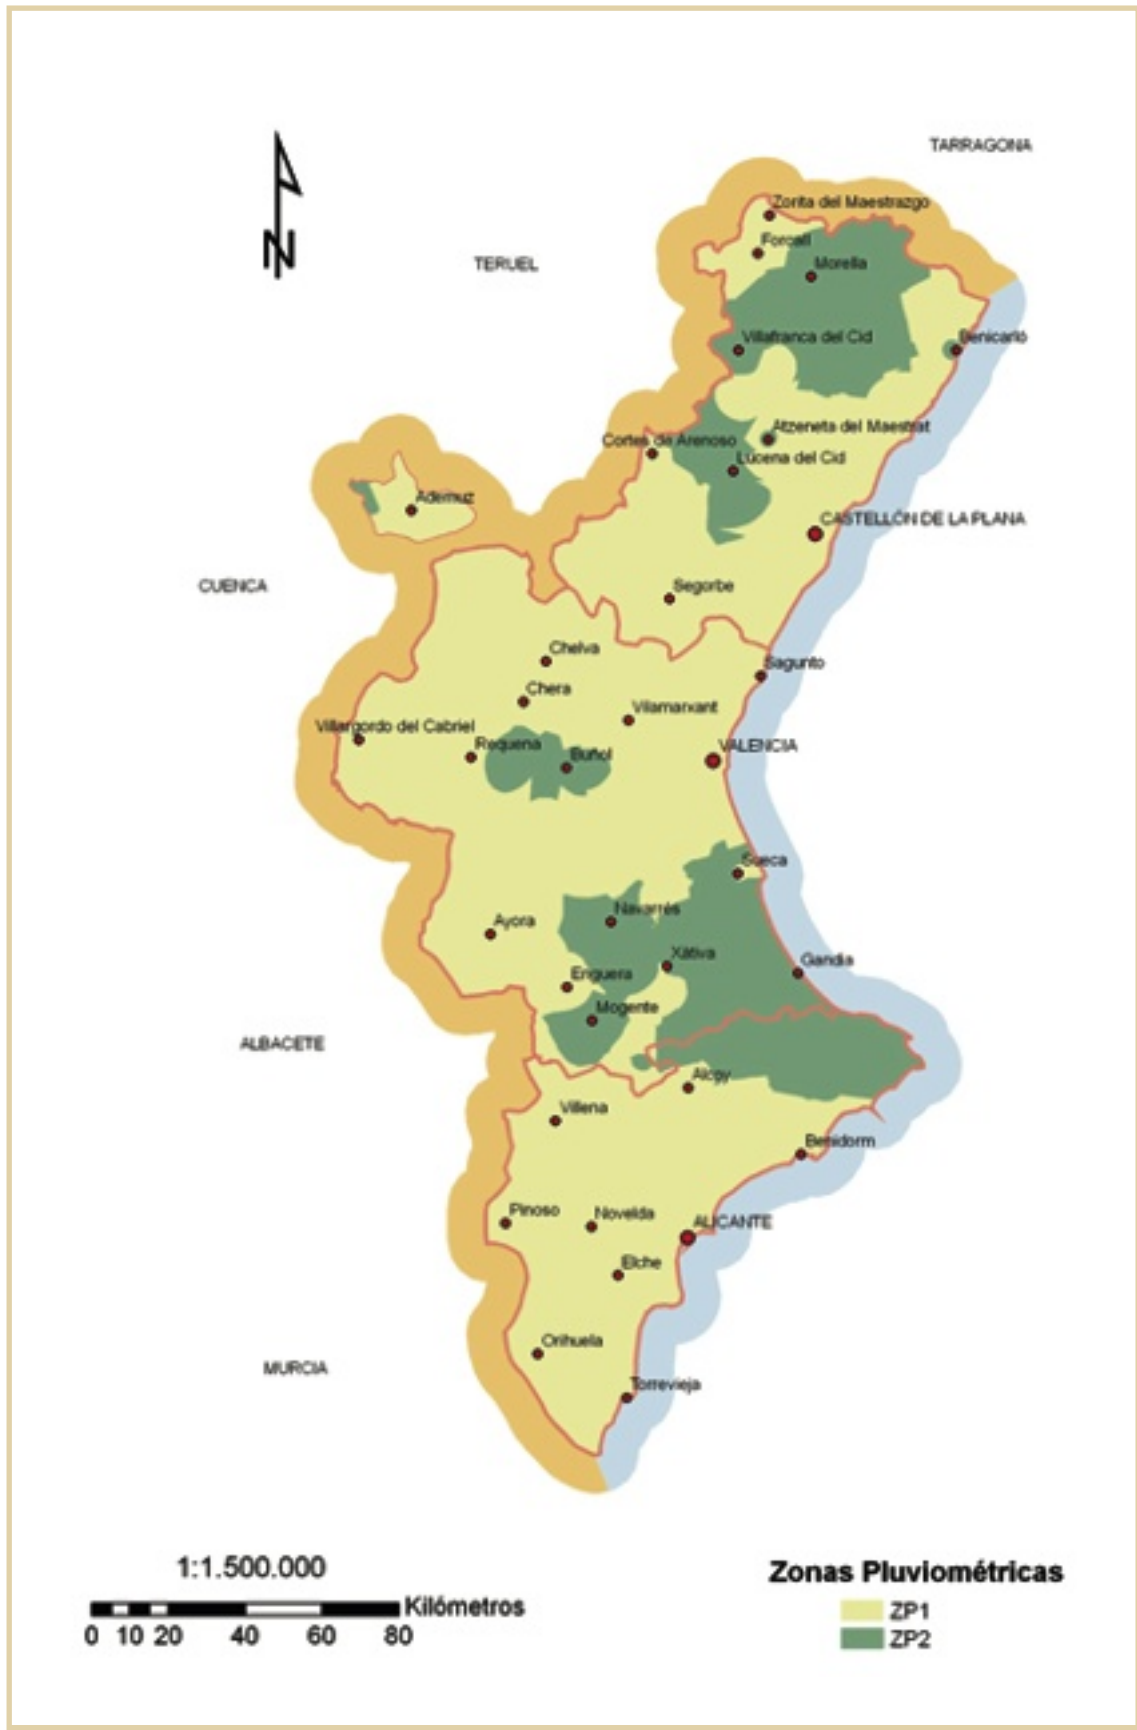 TARRAGONA
Zorita del Maestrazgo
Forcall
TERUEL
Morella
Villafranca del Cid
Benicarló
Atzeneta del Maestrat
Cortes de Arenoso
Lucena del Cid
Ademuz
CASTELLÓN DE LA PLANA
CUENCA
Segorbe
Chelva
Sagunto
Chera
Vilamarxant
Villargordo del Cabriel
Requena
VALENCIA
Buñol
Sueca
Navarrés
Ayora
Xàtiva
Gandia
Enguera
Mogente
ALBACETE
Alcoy
Villena
Benidorm
Pinoso
Novelda
ALICANTE
Elche
Orihuela
MURCIA
Torrevieja
N
1:1.500.000
Kilómetros
0 10 20 40 60 80
Zonas Pluviométricas
ZP1
ZP2